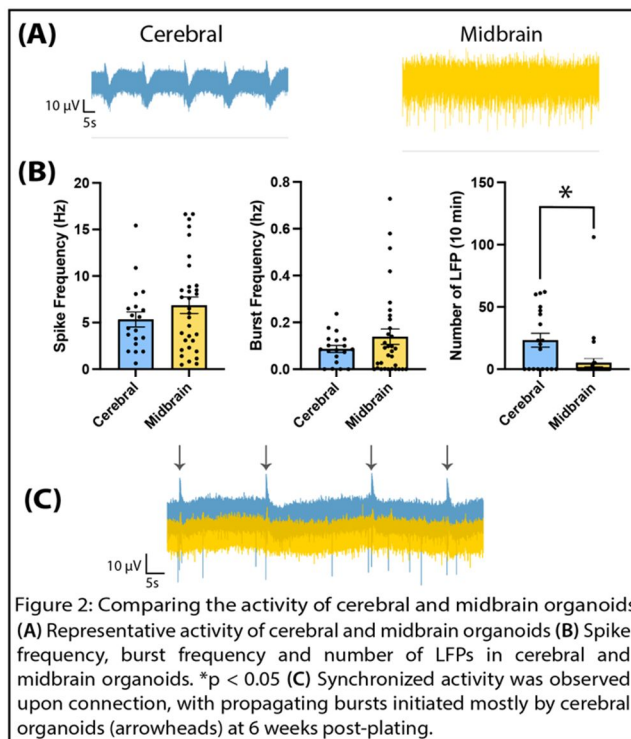 (A)
Cerebral
Midbrain
10 µV
5s
(B)
Spike Frequency (Hz)
20
15
10
5
0
Cerebral
Midbrain
Burst Frequency (hz)
0.8
0.6
0.4
0.2
0.0
Cerebral
Midbrain
Number of LFP (10 min)
150
100
50
0
*
Cerebral
Midbrain
(C)
10 µV
5s
Figure 2: Comparing the activity of cerebral and midbrain organoids
(A) Representative activity of cerebral and midbrain organoids (B) Spike
frequency, burst frequency and number of LFPs in cerebral and
midbrain organoids. *p < 0.05 (C) Synchronized activity was observed
upon connection, with propagating bursts initiated mostly by cerebral
organoids (arrowheads) at 6 weeks post-plating.